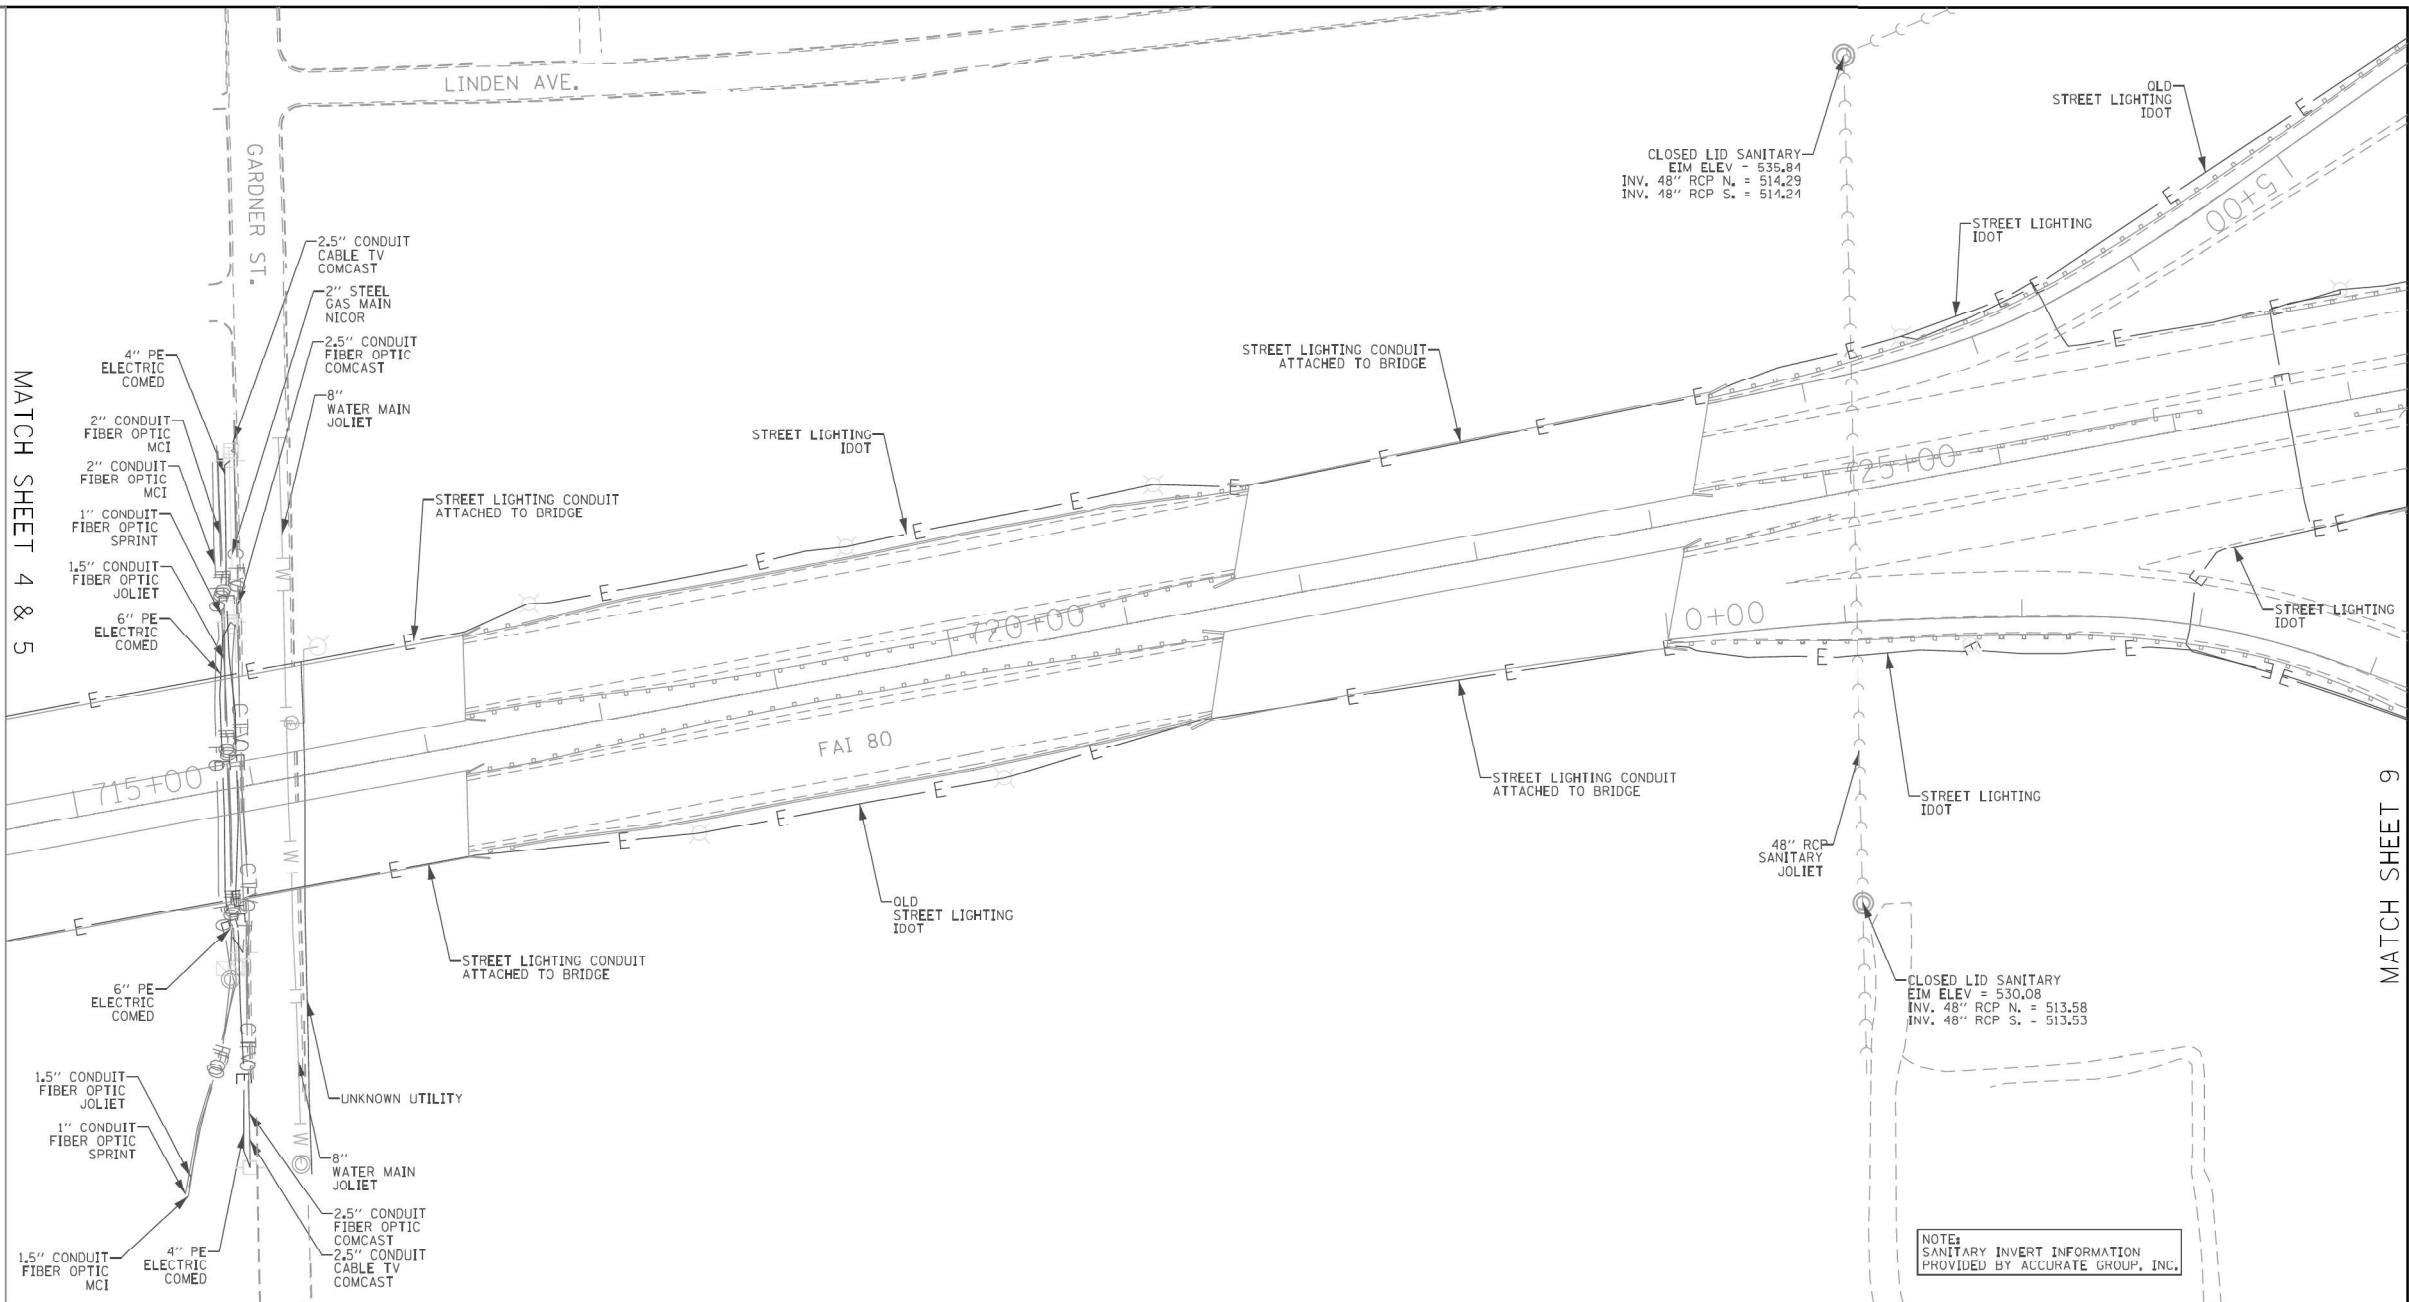 LINDEN AVE.
GARDNER ST.
MATCH SHEET 4 & 5
MATCH SHEET 9
2.5" CONDUIT
CABLE TV
COMCAST
2" STEEL
GAS MAIN
NICOR
2.5" CONDUIT
FIBER OPTIC
COMCAST
8"
WATER MAIN
JOLIET
4" PE
ELECTRIC
COMED
2" CONDUIT
FIBER OPTIC
MCI
2" CONDUIT
FIBER OPTIC
MCI
1" CONDUIT
FIBER OPTIC
SPRINT
1.5" CONDUIT
FIBER OPTIC
JOLIET
6" PE
ELECTRIC
COMED
STREET LIGHTING CONDUIT
ATTACHED TO BRIDGE
STREET LIGHTING
IDOT
STREET LIGHTING CONDUIT
ATTACHED TO BRIDGE
CLOSED LID SANITARY
EIM ELEV - 535.84
INV. 48" RCP N. = 514.29
INV. 48" RCP S. = 514.24
QLD
STREET LIGHTING
IDOT
STREET LIGHTING
IDOT
5+00
725+00
720+00
715+00
0+00
FAI 80
STREET LIGHTING
IDOT
STREET LIGHTING
IDOT
STREET LIGHTING CONDUIT
ATTACHED TO BRIDGE
48" RCP
SANITARY
JOLIET
QLD
STREET LIGHTING
IDOT
STREET LIGHTING CONDUIT
ATTACHED TO BRIDGE
CLOSED LID SANITARY
EIM ELEV = 530.08
INV. 48" RCP N. = 513.58
INV. 48" RCP S. - 513.53
6" PE
ELECTRIC
COMED
1.5" CONDUIT
FIBER OPTIC
JOLIET
1" CONDUIT
FIBER OPTIC
SPRINT
1.5" CONDUIT
FIBER OPTIC
MCI
4" PE
ELECTRIC
COMED
UNKNOWN UTILITY
8"
WATER MAIN
JOLIET
2.5" CONDUIT
FIBER OPTIC
COMCAST
2.5" CONDUIT
CABLE TV
COMCAST
NOTE:
SANITARY INVERT INFORMATION
PROVIDED BY ACCURATE GROUP, INC.